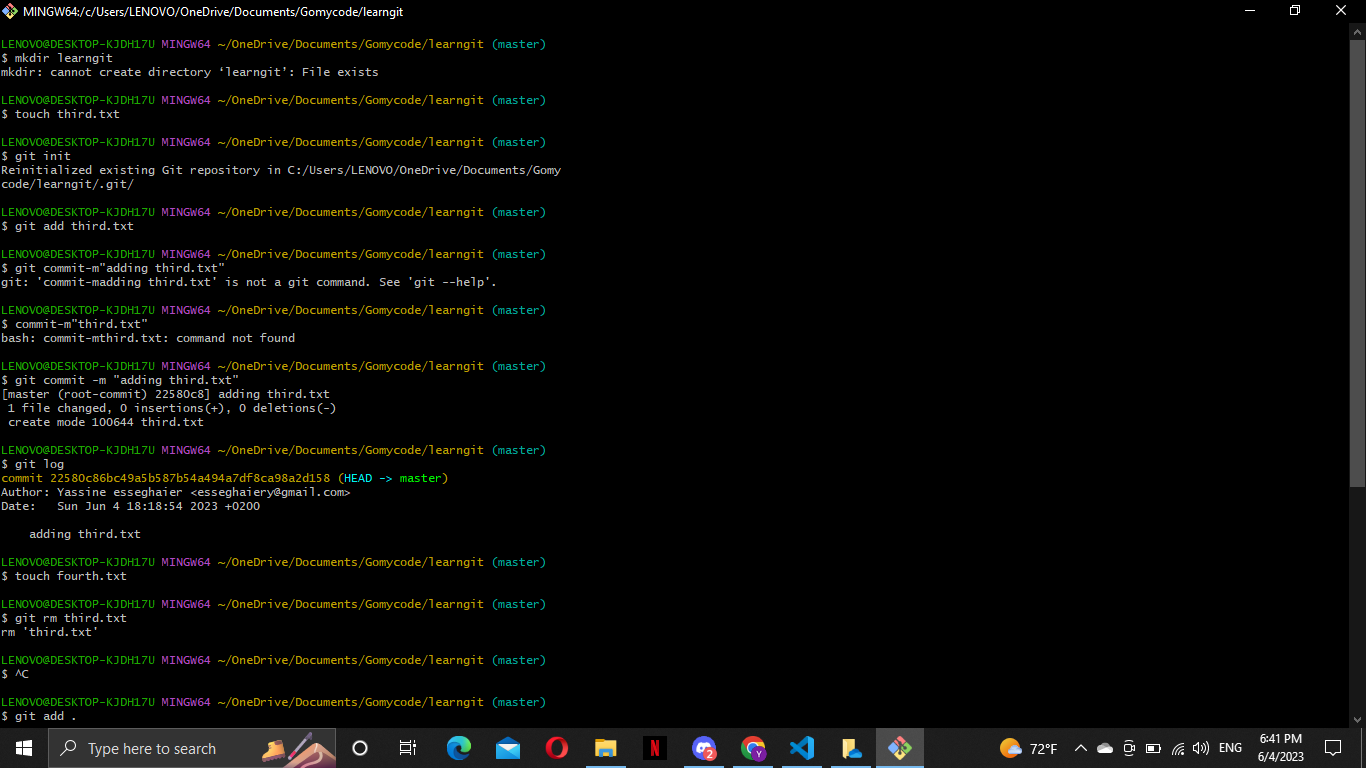 MINGW64:/c/Users/LENOVO/OneDrive/Documents/Gomycode/learngit
LENOVO@DESKTOP-KJDH17U MINGW64 ~/OneDrive/Documents/Gomycode/learngit (master)
$ mkdir learngit
mkdir: cannot create directory ‘learngit’: File exists
LENOVO@DESKTOP-KJDH17U MINGW64 ~/OneDrive/Documents/Gomycode/learngit (master)
$ touch third.txt
LENOVO@DESKTOP-KJDH17U MINGW64 ~/OneDrive/Documents/Gomycode/learngit (master)
$ git init
Reinitialized existing Git repository in C:/Users/LENOVO/OneDrive/Documents/Gomy
code/learngit/.git/
LENOVO@DESKTOP-KJDH17U MINGW64 ~/OneDrive/Documents/Gomycode/learngit (master)
$ git add third.txt
LENOVO@DESKTOP-KJDH17U MINGW64 ~/OneDrive/Documents/Gomycode/learngit (master)
$ git commit-m"adding third.txt"
git: 'commit-madding third.txt' is not a git command. See 'git --help'.
LENOVO@DESKTOP-KJDH17U MINGW64 ~/OneDrive/Documents/Gomycode/learngit (master)
$ commit-m"third.txt"
bash: commit-mthird.txt: command not found
LENOVO@DESKTOP-KJDH17U MINGW64 ~/OneDrive/Documents/Gomycode/learngit (master)
$ git commit -m "adding third.txt"
[master (root-commit) 22580c8] adding third.txt
1 file changed, 0 insertions(+), 0 deletions(-)
create mode 100644 third.txt
LENOVO@DESKTOP-KJDH17U MINGW64 ~/OneDrive/Documents/Gomycode/learngit (master)
$ git log
commit 22580c86bc49a5b587b54a494a7df8ca98a2d158 (HEAD -> master)
Author: Yassine esseghaier <esseghaiery@gmail.com>
Date:   Sun Jun 4 18:18:54 2023 +0200
adding third.txt
LENOVO@DESKTOP-KJDH17U MINGW64 ~/OneDrive/Documents/Gomycode/learngit (master)
$ touch fourth.txt
LENOVO@DESKTOP-KJDH17U MINGW64 ~/OneDrive/Documents/Gomycode/learngit (master)
$ git rm third.txt
rm 'third.txt'
LENOVO@DESKTOP-KJDH17U MINGW64 ~/OneDrive/Documents/Gomycode/learngit (master)
$ ^C
LENOVO@DESKTOP-KJDH17U MINGW64 ~/OneDrive/Documents/Gomycode/learngit (master)
$ git add .
Type here to search
N
2
Y
72°F
ENG
6:41 PM
6/4/2023